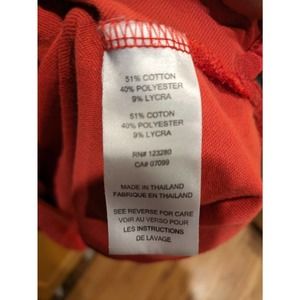 51% COTTON
40% POLYESTER
9% LYCRA
51% COTTON
40% POLYESTER
9% LYCRA
RN# 123280
CA# 07099
MADE IN THAILAND
FABRIQUE EN THAILAND
SEE REVERSE FOR CARE
VOIR AU VERSO POUR
LES INSTRUCTIONS
DE LAVAGE